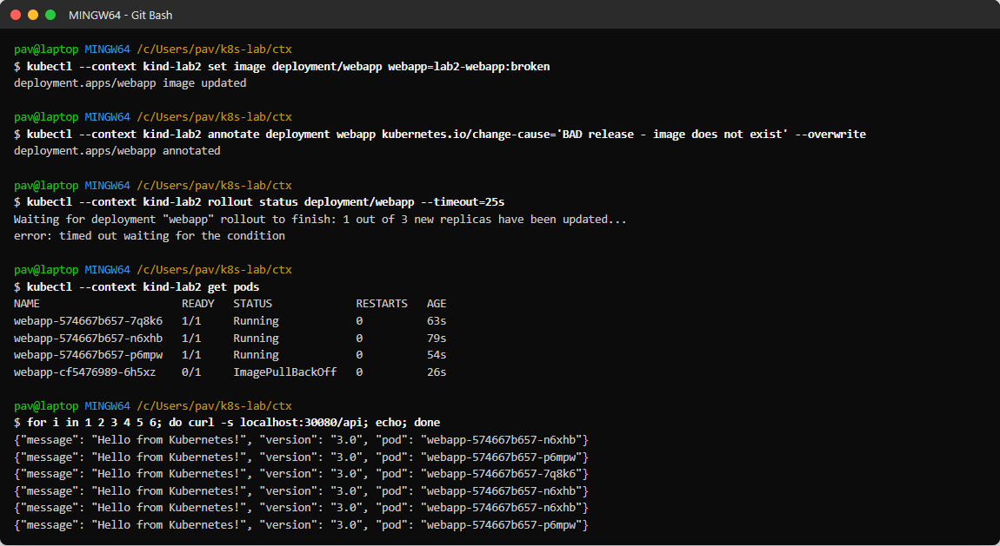 MINGW64 - Git Bash
pav@laptop MINGW64 /c/Users/pav/k8s-lab/ctx
$ kubectl --context kind-lab2 set image deployment/webapp webapp=lab2-webapp:broken
deployment.apps/webapp image updated
pav@laptop MINGW64 /c/Users/pav/k8s-lab/ctx
$ kubectl --context kind-lab2 annotate deployment webapp kubernetes.io/change-cause='BAD release - image does not exist' --overwrite
deployment.apps/webapp annotated
pav@laptop MINGW64 /c/Users/pav/k8s-lab/ctx
$ kubectl --context kind-lab2 rollout status deployment/webapp --timeout=25s
Waiting for deployment "webapp" rollout to finish: 1 out of 3 new replicas have been updated...
error: timed out waiting for the condition
pav@laptop MINGW64 /c/Users/pav/k8s-lab/ctx
$ kubectl --context kind-lab2 get pods
NAME                      READY   STATUS             RESTARTS   AGE
webapp-574667b657-7q8k6   1/1     Running            0          63s
webapp-574667b657-n6xhb   1/1     Running            0          79s
webapp-574667b657-p6mpw   1/1     Running            0          54s
webapp-cf5476989-6h5xz    0/1     ImagePullBackOff   0          26s
pav@laptop MINGW64 /c/Users/pav/k8s-lab/ctx
$ for i in 1 2 3 4 5 6; do curl -s localhost:30080/api; echo; done
{"message": "Hello from Kubernetes!", "version": "3.0", "pod": "webapp-574667b657-n6xhb"}
{"message": "Hello from Kubernetes!", "version": "3.0", "pod": "webapp-574667b657-p6mpw"}
{"message": "Hello from Kubernetes!", "version": "3.0", "pod": "webapp-574667b657-7q8k6"}
{"message": "Hello from Kubernetes!", "version": "3.0", "pod": "webapp-574667b657-n6xhb"}
{"message": "Hello from Kubernetes!", "version": "3.0", "pod": "webapp-574667b657-n6xhb"}
{"message": "Hello from Kubernetes!", "version": "3.0", "pod": "webapp-574667b657-p6mpw"}